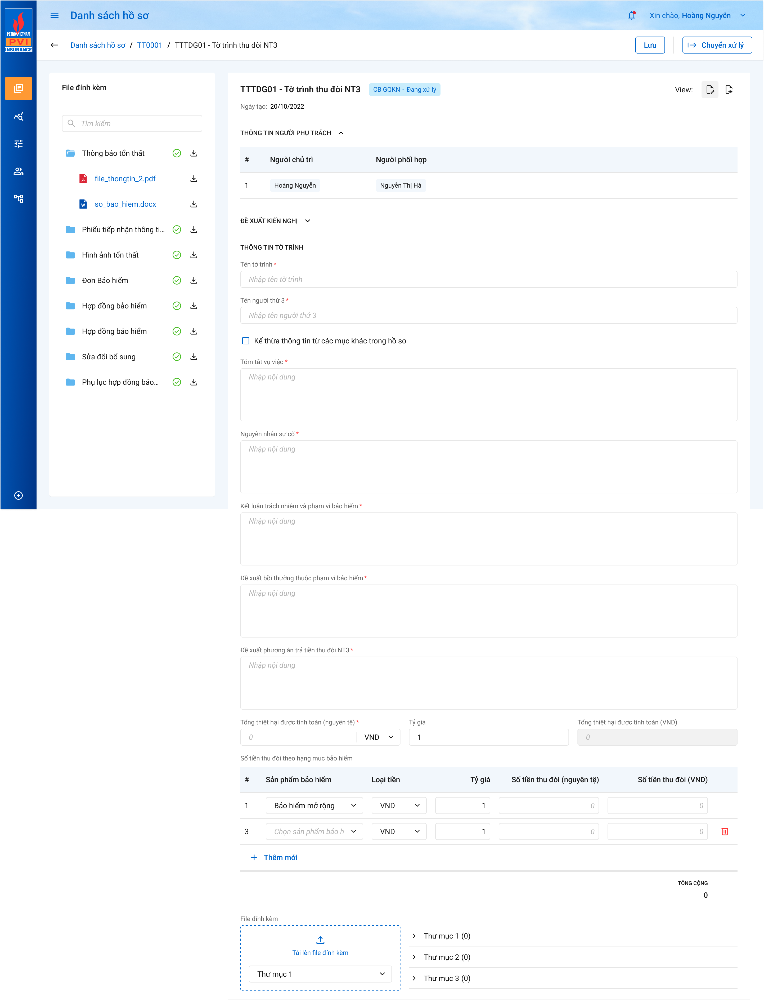 PETROVIETNAM
PVI
INSURANCE
Danh sách hồ sơ
Xin chào, Hoàng Nguyễn
Danh sách hồ sơ / TT0001 / TTTDG01 - Tờ trình thu đòi NT3
Lưu
Chuyển xử lý
File đính kèm
Tìm kiếm
Thông báo tổn thất
file_thongtin_2.pdf
so_bao_hiem.docx
Phiếu tiếp nhận thông ti...
Hình ảnh tổn thất
Đơn Bảo hiểm
Hợp đồng bảo hiểm
Hợp đồng bảo hiểm
Sửa đổi bổ sung
Phụ lục hợp đồng bảo...
TTTDG01 - Tờ trình thu đòi NT3
CB GQKN - Đang xử lý
View:
Ngày tạo: 20/10/2022
THÔNG TIN NGƯỜI PHỤ TRÁCH
# Người chủ trì Người phối hợp
1 Hoàng Nguyễn Nguyễn Thị Hà
ĐỀ XUẤT KIẾN NGHỊ
THÔNG TIN TỜ TRÌNH
Tên tờ trình *
Nhập tên tờ trình
Tên người thứ 3 *
Nhập tên người thứ 3
Kế thừa thông tin từ các mục khác trong hồ sơ
Tóm tắt vụ việc *
Nhập nội dung
Nguyên nhân sự cố *
Nhập nội dung
Kết luận trách nhiệm và phạm vi bảo hiểm *
Nhập nội dung
Đề xuất bồi thường thuộc phạm vi bảo hiểm *
Nhập nội dung
Đề xuất phương án trả tiền thu đòi NT3 *
Nhập nội dung
Tổng thiệt hại được tính toán (nguyên tệ) * Tỷ giá Tổng thiệt hại được tính toán (VND)
0 VND 1 0
Số tiền thu đòi theo hạng mục bảo hiểm
# Sản phẩm bảo hiểm Loại tiền Tỷ giá Số tiền thu đòi (nguyên tệ) Số tiền thu đòi (VND)
1 Bảo hiểm mở rộng VND 1 0 0
3 Chọn sản phẩm bảo h VND 1 0 0
Thêm mới
TỔNG CỘNG
0
File đính kèm
Tải lên file đính kèm
Thư mục 1
Thư mục 1 (0)
Thư mục 2 (0)
Thư mục 3 (0)